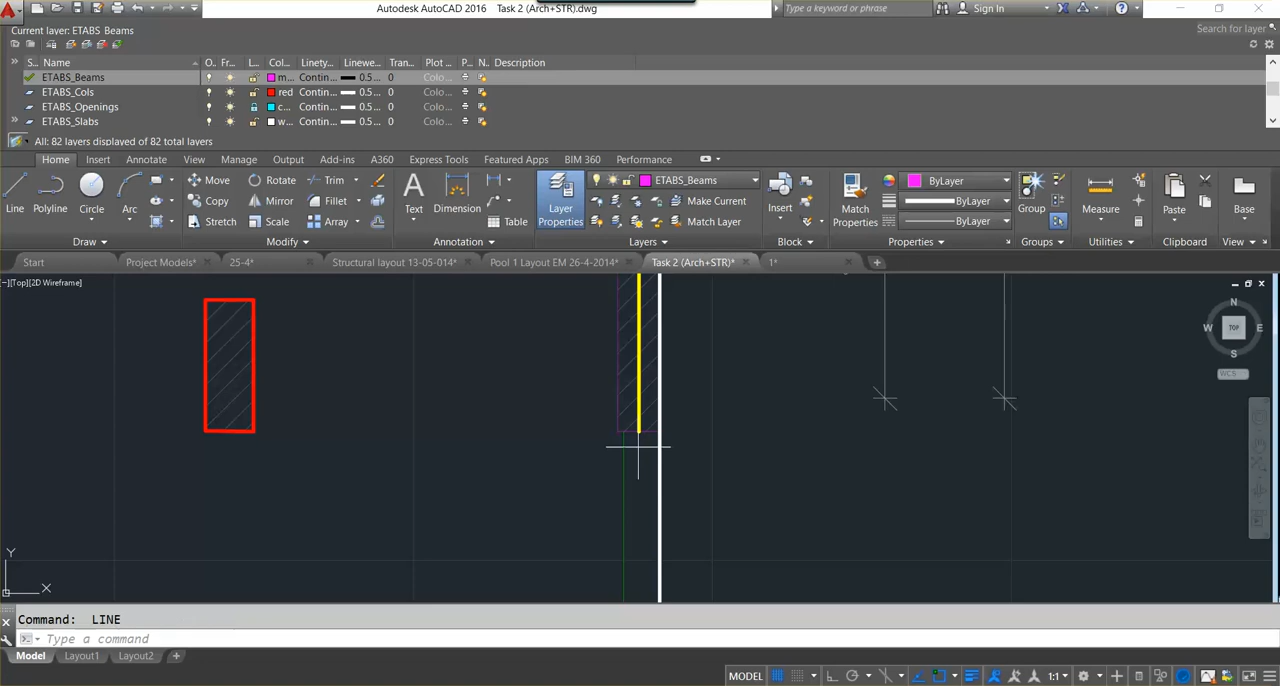 Autodesk AutoCAD 2016   Task 2 (Arch+STR).dwg
Type a keyword or phrase
Sign In
Current layer: ETABS_Beams
Search for layer
S.. Name O. Fr... L... Col... Linety... Linewe... Tran... Plot ... P... N.. Description
ETABS_Beams m... Contin... 0.5... 0 Colo...
ETABS_Cols red Contin... 0.5... 0 Colo...
ETABS_Openings c... Contin... 0.5... 0 Colo...
ETABS_Slabs w... Contin... 0.5... 0 Colo...
All: 82 layers displayed of 82 total layers
Home Insert Annotate View Manage Output Add-ins A360 Express Tools Featured Apps BIM 360 Performance
Line Polyline Circle Arc
Move Rotate Trim
Copy Mirror Fillet
Stretch Scale Array
Text Dimension Table
Layer Properties
ETABS_Beams
Make Current
Match Layer
Insert
Match Properties
ByLayer
ByLayer
ByLayer
Group Measure Paste Base
Draw Modify Annotation Layers Block Properties Groups Utilities Clipboard View
Start Project Models* 25-4* Structural layout 13-05-014* Pool 1 Layout EM 26-4-2014* Task 2 (Arch+STR)* 1*
[–][Top][2D Wireframe]
N
W TOP E
S
WCS
Y
X
Command: LINE
Type a command
Model Layout1 Layout2 +
MODEL 1:1